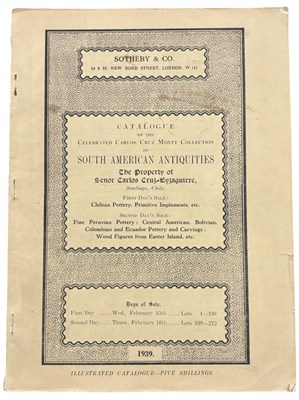 SOTHEBY & CO.
34 & 35 NEW BOND STREET, LONDON, W.1(1)
CATALOGUE
OF THE
CELEBRATED CARLOS CRUZ MONTT COLLECTION
OF
SOUTH AMERICAN ANTIQUITIES
The Property of
Senor Carlos Cruz-Eyzaguirre,
Santiago, Chile
FIRST DAY'S SALE:
Chilean Pottery, Primitive Implements, etc.
SECOND DAY'S SALE:
Fine Peruvian Pottery: Central American, Bolivian,
Colombian and Ecuador Pottery and Carvings:
Wood Figures from Easter Island, etc.
Days of Sale.
First Day ... Wed., February 15th ... Lots 1—138
Second Day ... Thurs., February 16th ... Lots 139—272
1939.
ILLUSTRATED CATALOGUE—FIVE SHILLINGS